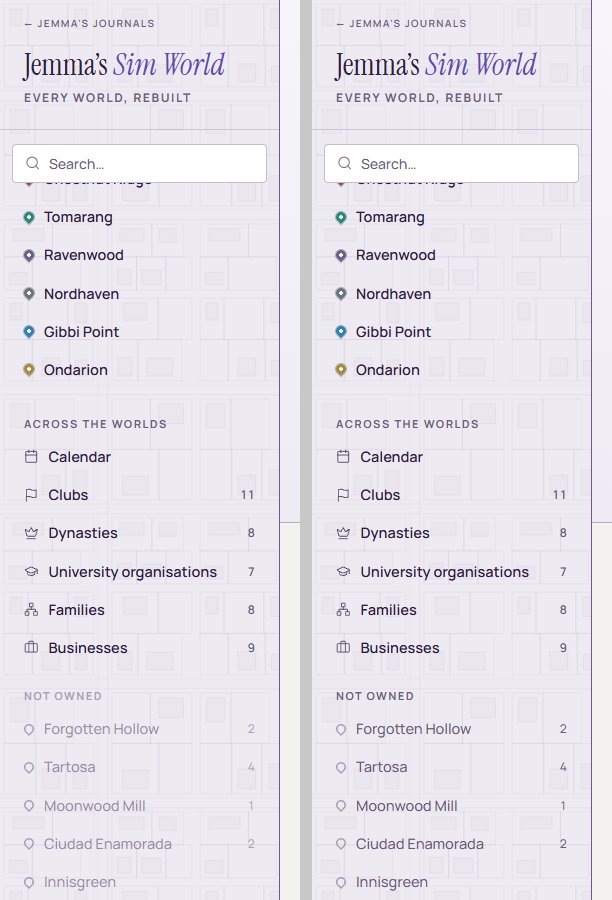 ← JEMMA'S JOURNALS
Jemma's Sim World
EVERY WORLD, REBUILT
Search...
Tomarang
Ravenwood
Nordhaven
Gibbi Point
Ondarion
ACROSS THE WORLDS
Calendar
Clubs 11
Dynasties 8
University organisations 7
Families 8
Businesses 9
NOT OWNED
Forgotten Hollow 2
Tartosa 4
Moonwood Mill 1
Ciudad Enamorada 2
Innisgreen
← JEMMA'S JOURNALS
Jemma's Sim World
EVERY WORLD, REBUILT
Search...
Tomarang
Ravenwood
Nordhaven
Gibbi Point
Ondarion
ACROSS THE WORLDS
Calendar
Clubs 11
Dynasties 8
University organisations 7
Families 8
Businesses 9
NOT OWNED
Forgotten Hollow 2
Tartosa 4
Moonwood Mill 1
Ciudad Enamorada 2
Innisgreen